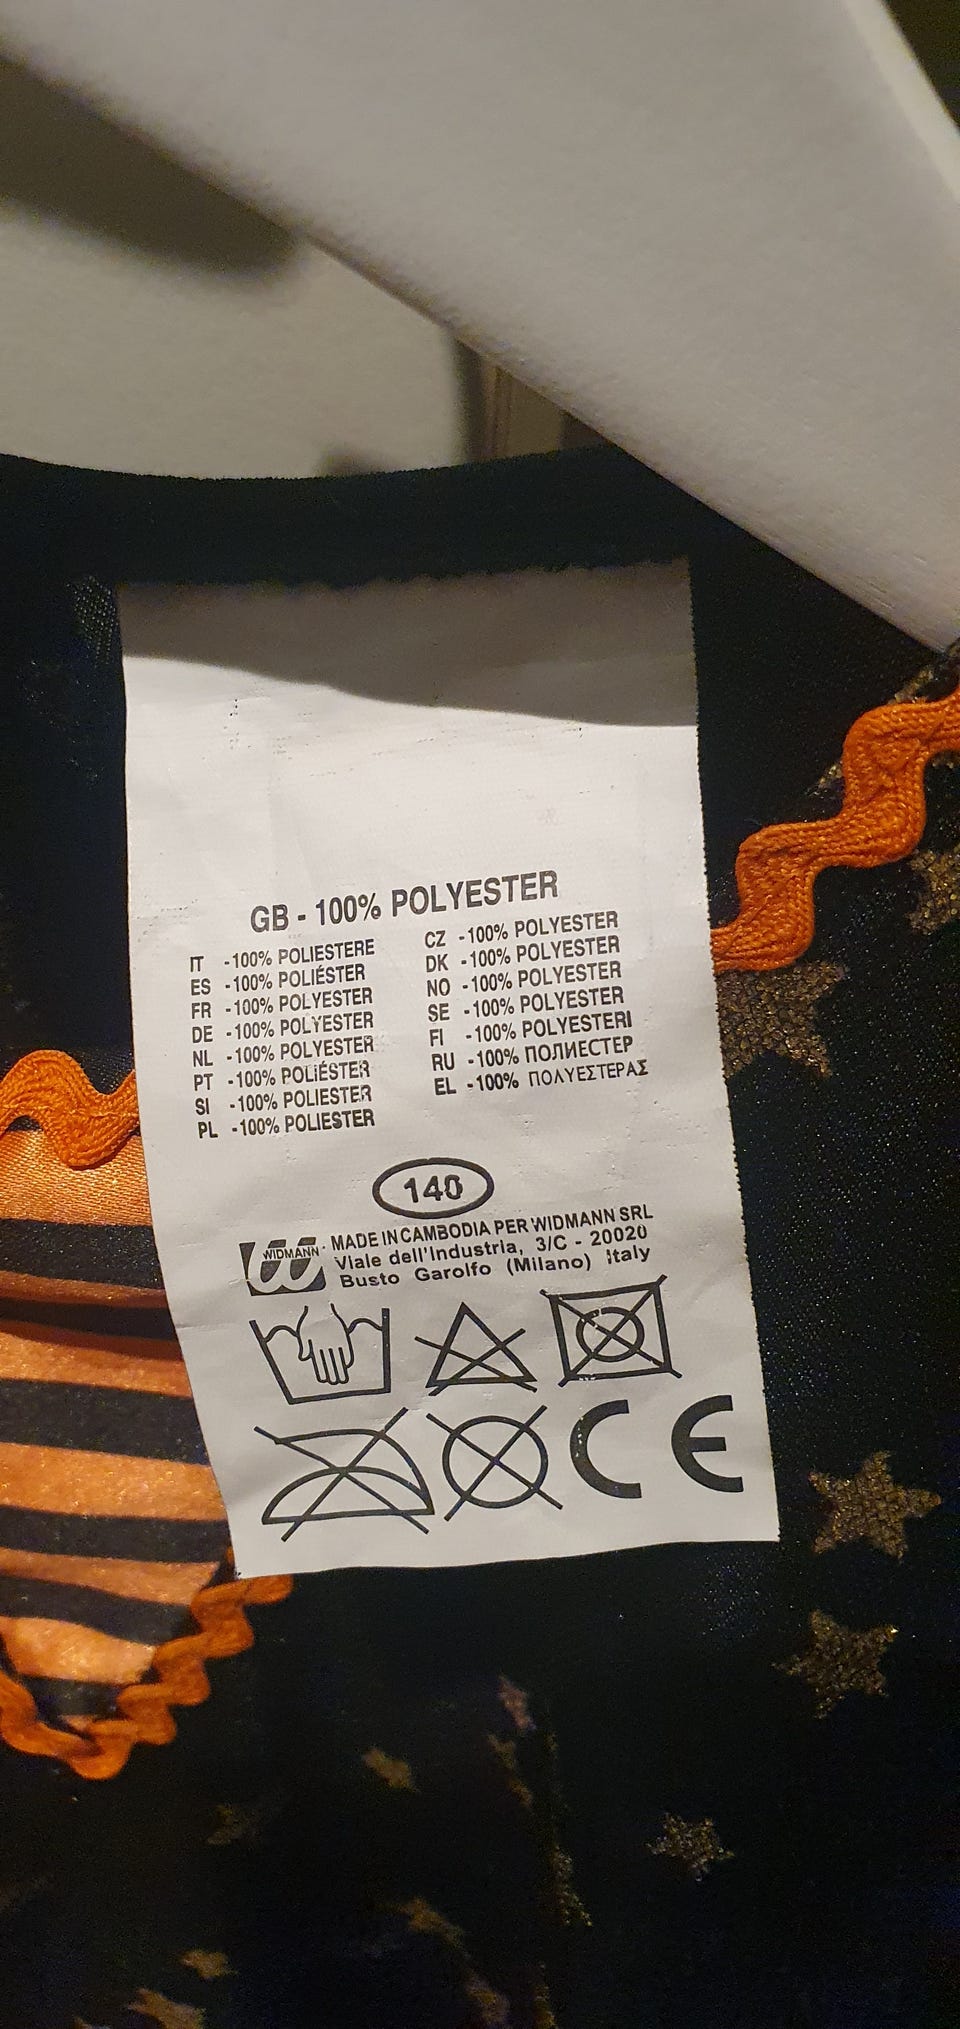 GB - 100% POLYESTER
IT -100% POLIESTERE
ES -100% POLIÉSTER
FR -100% POLYESTER
DE -100% POLYESTER
NL -100% POLYESTER
PT -100% POLIÉSTER
SI -100% POLIESTER
PL -100% POLIESTER
CZ -100% POLYESTER
DK -100% POLYESTER
NO -100% POLYESTER
SE -100% POLYESTER
FI -100% POLYESTERI
RU -100% ПОЛИЕСТЕР
EL -100% ΠΟΛΥΕΣΤΕΡΑΣ
140
WIDMANN
MADE IN CAMBODIA PER WIDMANN SRL
Viale dell'Industria, 3/C - 20020
Busto Garolfo (Milano) Italy
CE